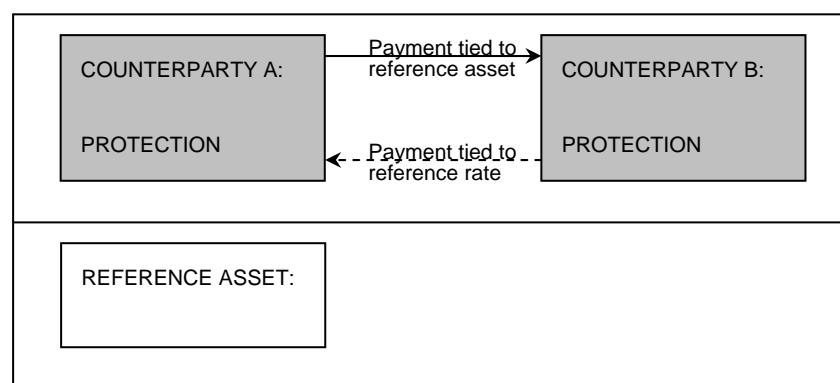 COUNTERPARTY A:
PROTECTION
Payment tied to
reference asset
Payment tied to
reference rate
COUNTERPARTY B:
PROTECTION
REFERENCE ASSET: